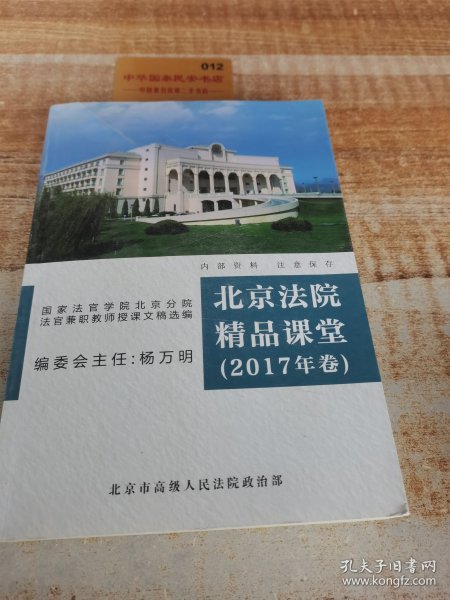 012
中华国泰民安书店
内部资料 注意保存
国家法官学院北京分院
法官兼职教师授课文稿选编
编委会主任：杨万明
北京法院
精品课堂
(2017年卷)
北京市高级人民法院政治部
孔夫子旧书网
www.kongfz.com